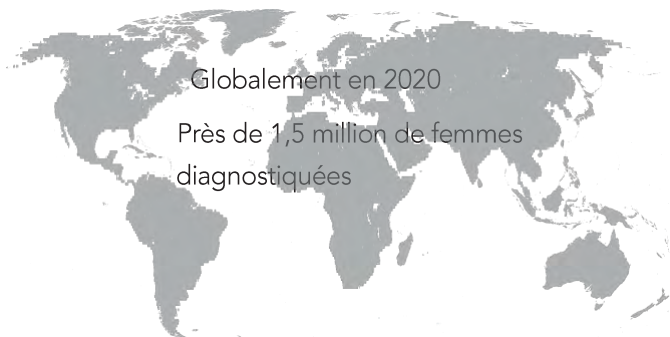 Globalement en 2020
Près de 1,5 million de femmes
diagnostiquées